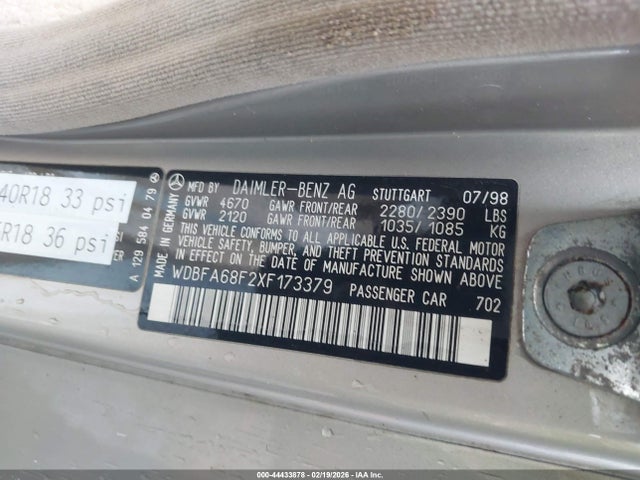 40R18 33 psi
R18 36 psi
A 129 584 04 79
MADE IN GERMANY
MFD BY DAIMLER-BENZ AG STUTTGART 07/98
GVWR 4670 GAWR FRONT/REAR 2280/2390 LBS
GVWR 2120 GAWR FRONT/REAR 1035/1085 KG
THIS VEHICLE CONFORMS TO ALL APPLICABLE U.S. FEDERAL MOTOR
VEHICLE SAFETY, BUMPER, AND THEFT PREVENTION STANDARDS
IN EFFECT ON THE DATE OF MANUFACTURE SHOWN ABOVE
WDBFA68F2XF173379 PASSENGER CAR 702
000-44433878 - 02/19/2026 - IAAI.COM